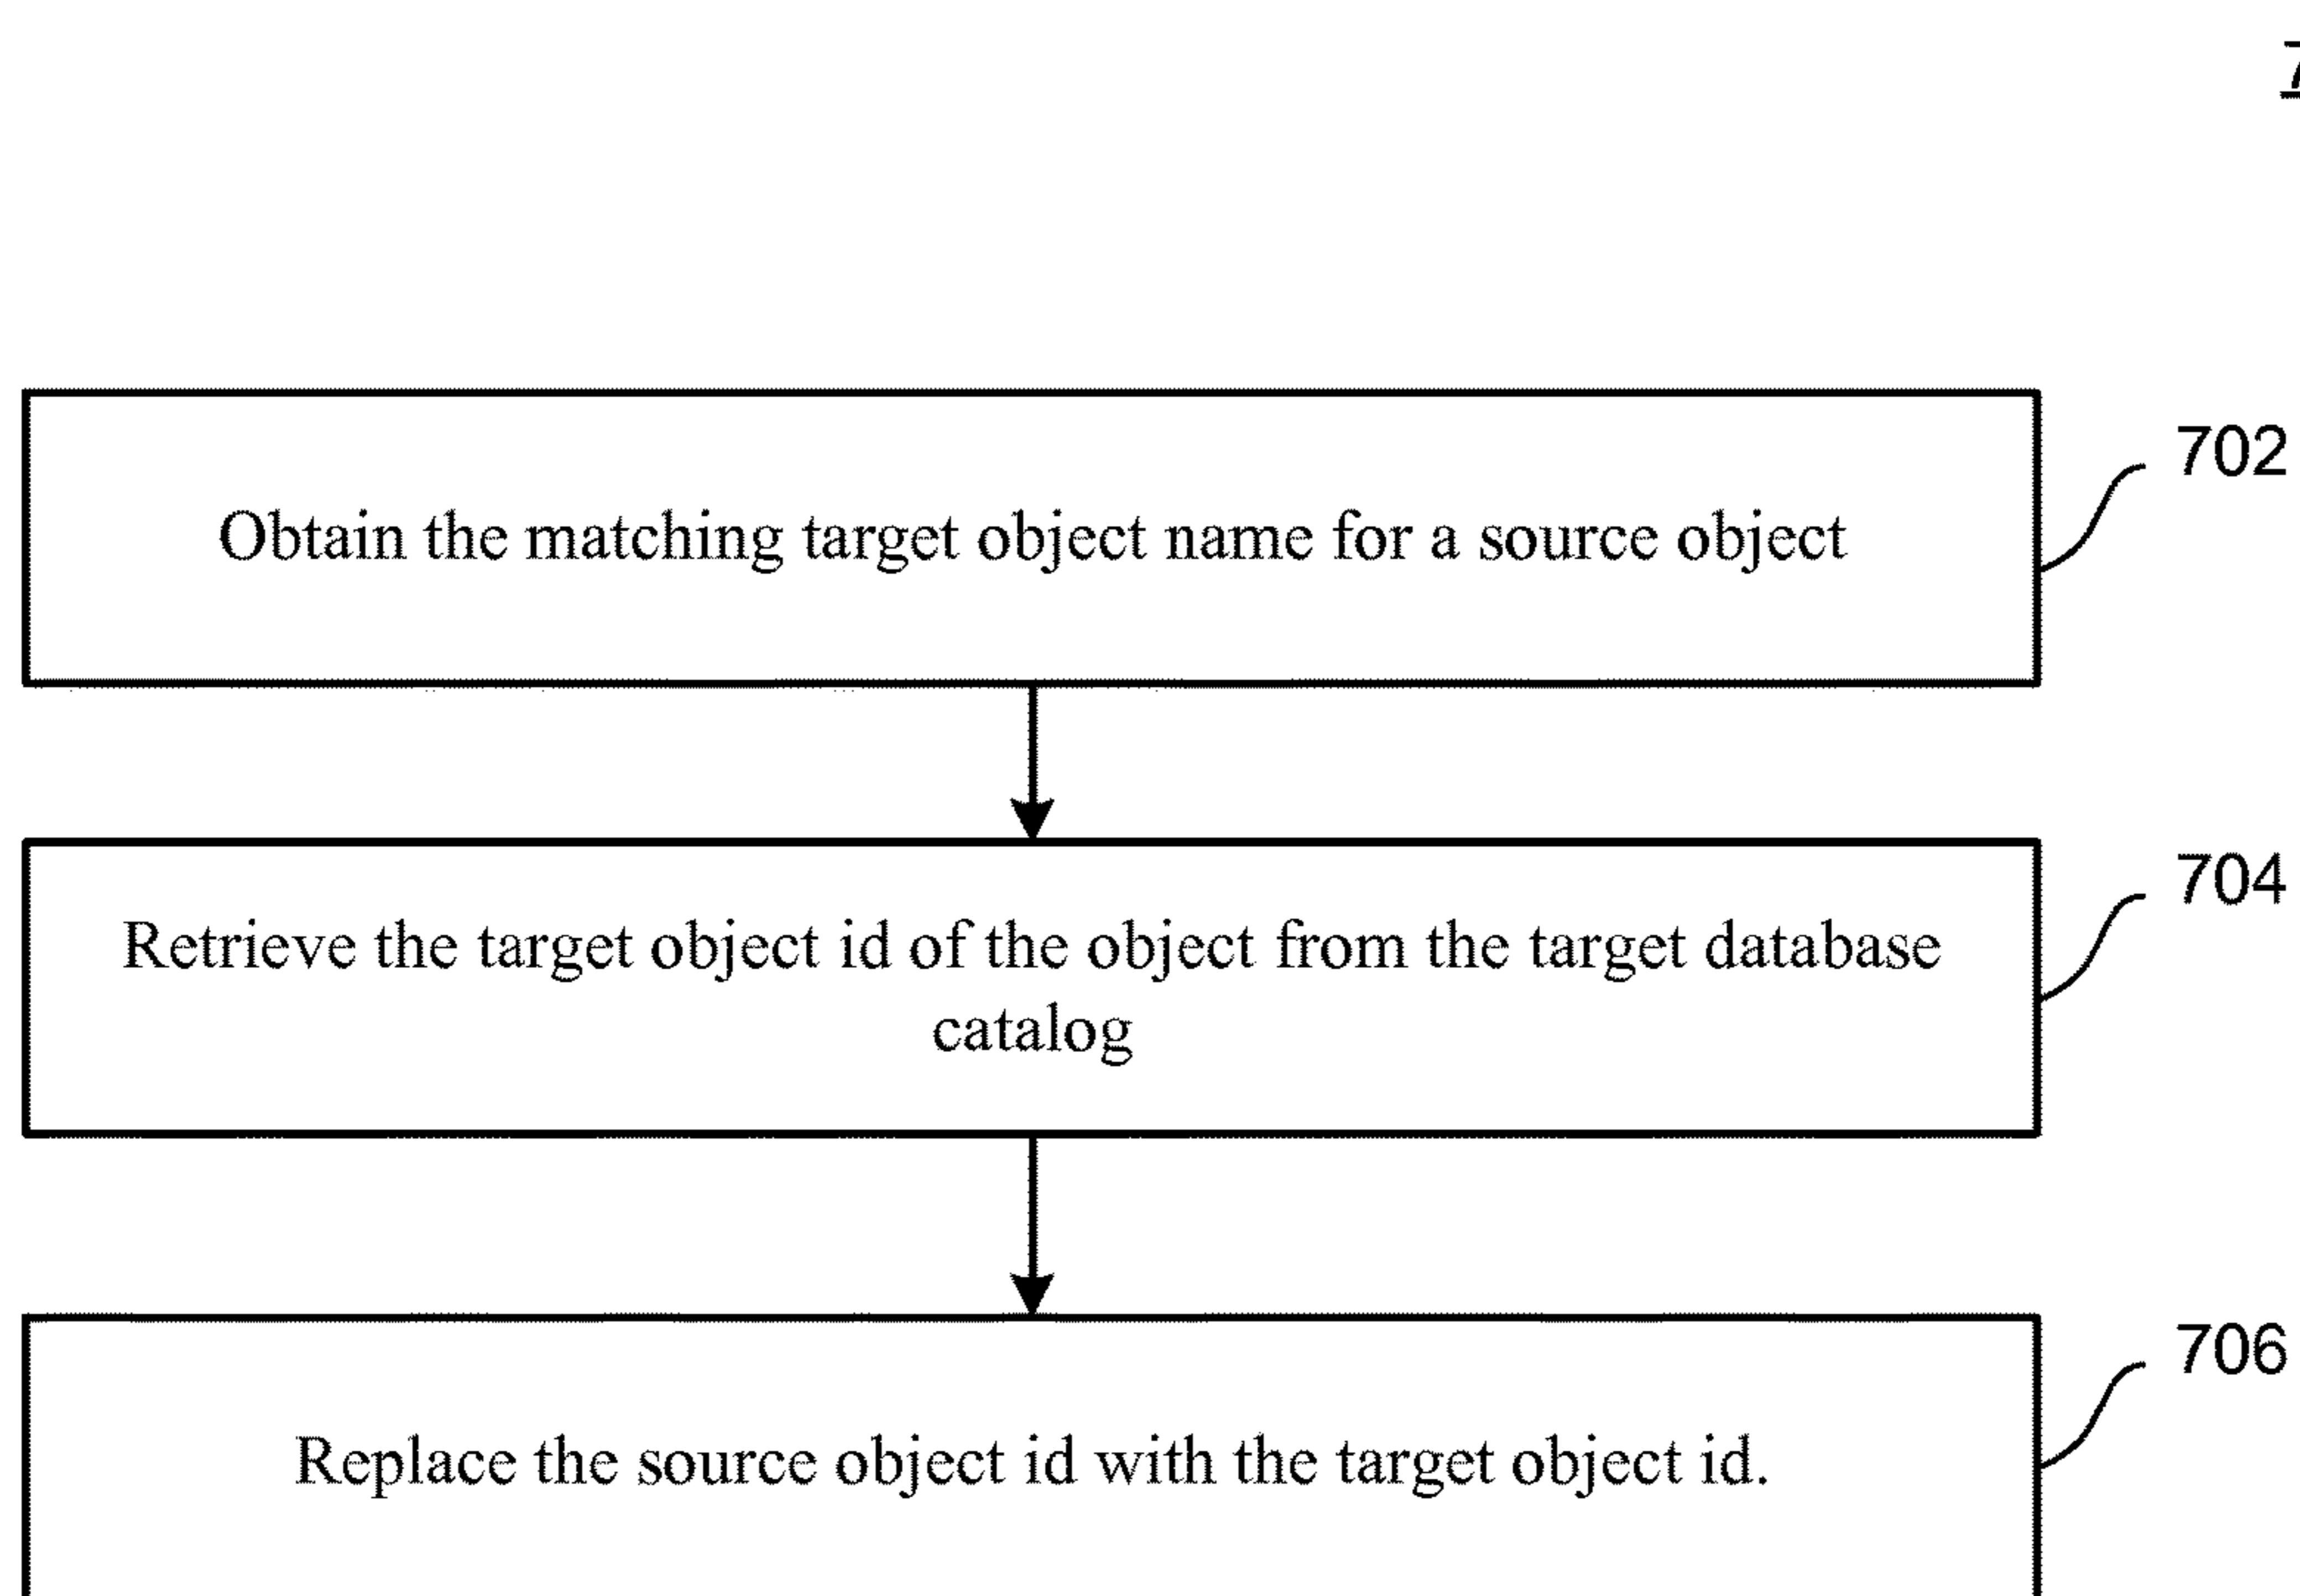 Obtain the matching target object name for a source object
702
Retrieve the target object id of the object from the target database
catalog
704
Replace the source object id with the target object id.
706